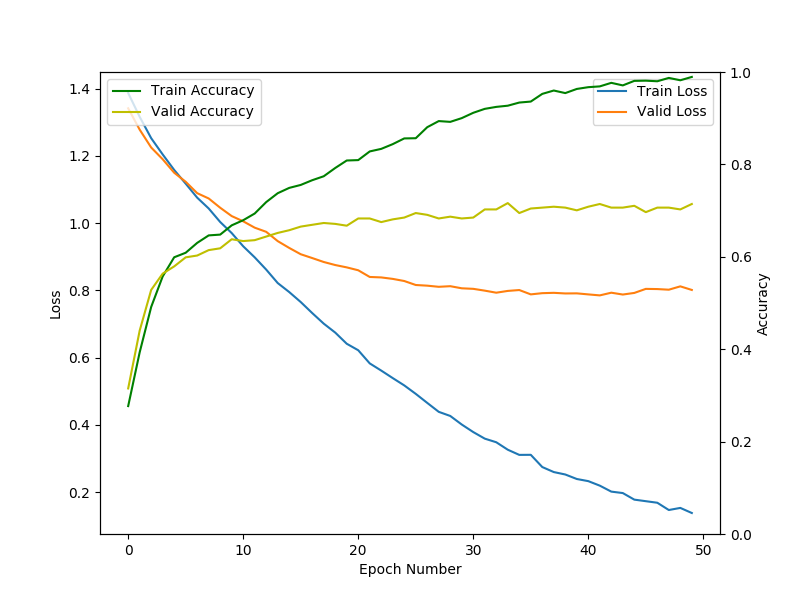 Train Accuracy
Valid Accuracy
Train Loss
Valid Loss
1.4
1.2
1.0
0.8
0.6
0.4
0.2
Loss
1.0
0.8
0.6
0.4
0.2
0.0
Accuracy
0 10 20 30 40 50
Epoch Number